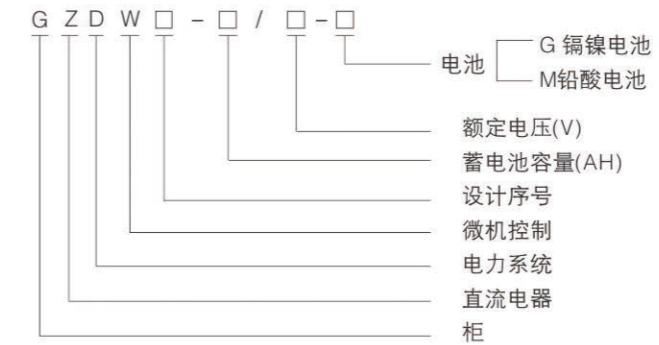 G Z D W □ - □ / □ - □
G 镉镍电池
电池
M铅酸电池
额定电压(V)
蓄电池容量(AH)
设计序号
微机控制
电力系统
直流电器
柜